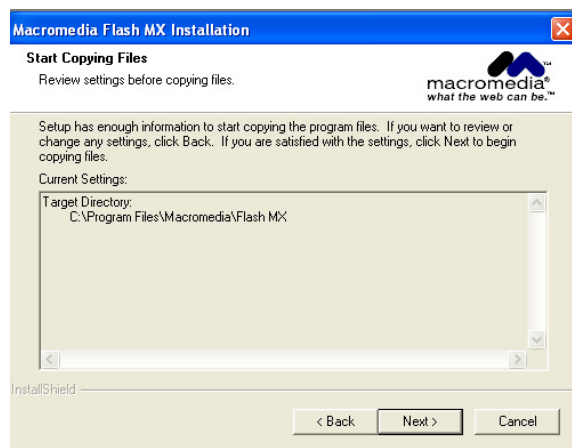 Macromedia Flash MX Installation
Start Copying Files
Review settings before copying files.
macromedia®
what the web can be.™
Setup has enough information to start copying the program files. If you want to review or
change any settings, click Back. If you are satisfied with the settings, click Next to begin
copying files.
Current Settings:
Target Directory:
C:\Program Files\Macromedia\Flash MX
InstallShield
< Back
Next >
Cancel